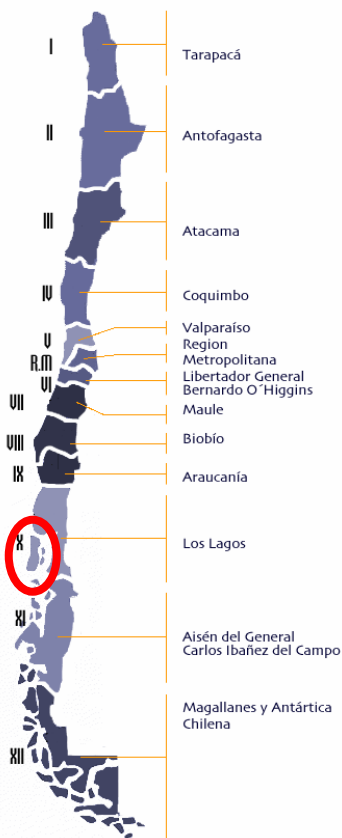 I
Tarapacá
II
Antofagasta
III
Atacama
IV
Coquimbo
V
Valparaíso
R.M
Region
Metropolitana
VI
Libertador General
Bernardo O´Higgins
VII
Maule
VIII
Biobío
IX
Araucanía
X
Los Lagos
XI
Aisén del General
Carlos Ibañez del Campo
XII
Magallanes y Antártica
Chilena